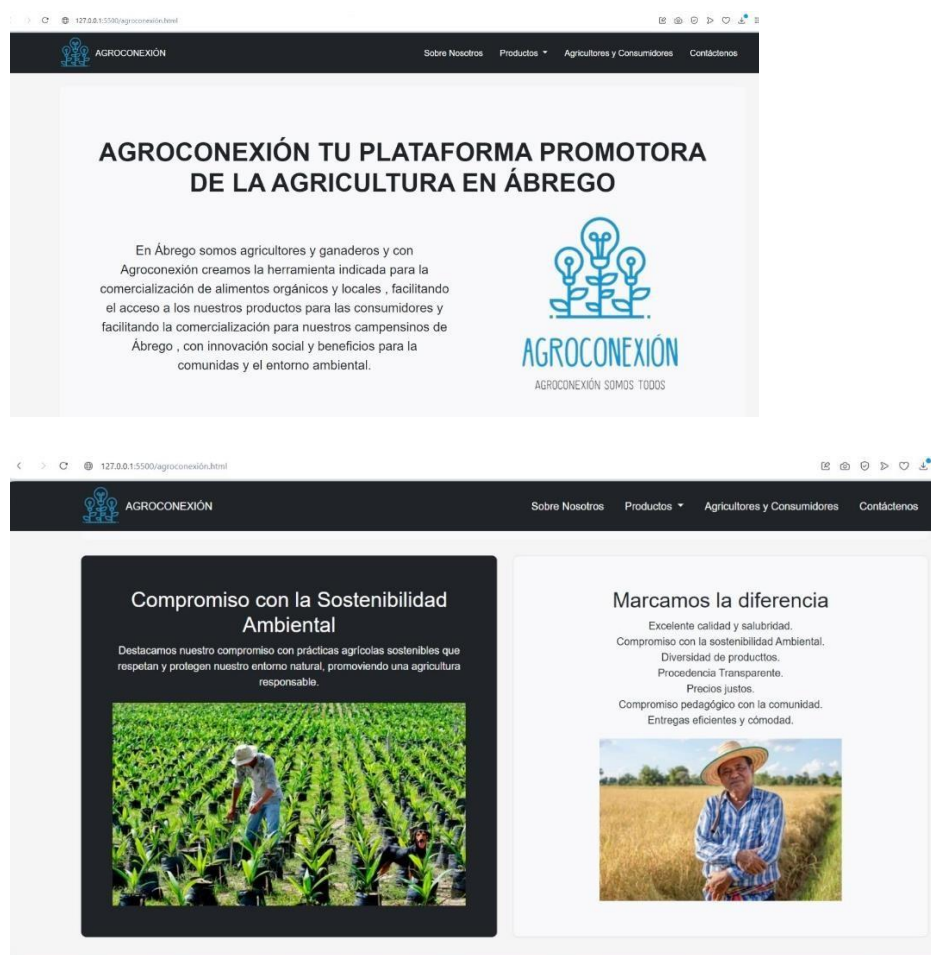 127.0.0.1:5500/agroconexión.html
AGROCONEXIÓN
Sobre Nosotros Productos Agricultores y Consumidores Contáctenos
AGROCONEXIÓN TU PLATAFORMA PROMOTORA
DE LA AGRICULTURA EN ÁBREGO
En Ábrego somos agricultores y ganaderos y con
Agroconexión creamos la herramienta indicada para la
comercialización de alimentos orgánicos y locales , facilitando
el acceso a los nuestros productos para las consumidores y
facilitando la comercialización para nuestros campensinos de
Ábrego , con innovación social y beneficios para la
comunidas y el entorno ambiental.
AGROCONEXIÓN
AGROCONEXIÓN SOMOS TODOS
127.0.0.1:5500/agroconexión.html
AGROCONEXIÓN
Sobre Nosotros Productos Agricultores y Consumidores Contáctenos
Compromiso con la Sostenibilidad
Ambiental
Destacamos nuestro compromiso con prácticas agrícolas sostenibles que
respetan y protegen nuestro entorno natural, promoviendo una agricultura
responsable.
Marcamos la diferencia
Excelente calidad y salubridad.
Compromiso con la sostenibilidad Ambiental.
Diversidad de producttos.
Procedencia Transparente.
Precios justos.
Compromiso pedagógico con la comunidad.
Entregas eficientes y cómodad.